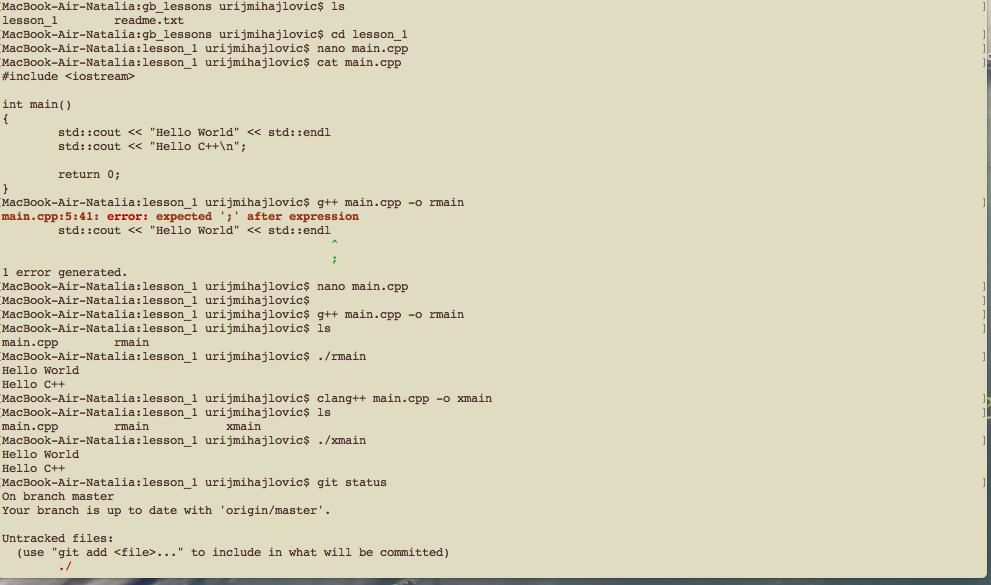 [MacBook-Air-Natalia:gb_lessons urijmihajlovic$ ls ]
lesson_1        readme.txt
[MacBook-Air-Natalia:gb_lessons urijmihajlovic$ cd lesson_1 ]
[MacBook-Air-Natalia:lesson_1 urijmihajlovic$ nano main.cpp ]
[MacBook-Air-Natalia:lesson_1 urijmihajlovic$ cat main.cpp ]
#include <iostream>

int main()
{
        std::cout << "Hello World" << std::endl
        std::cout << "Hello C++\n";

        return 0;
}
[MacBook-Air-Natalia:lesson_1 urijmihajlovic$ g++ main.cpp -o rmain ]
main.cpp:5:41: error: expected ';' after expression
        std::cout << "Hello World" << std::endl
                                               ^
                                               ;
1 error generated.
[MacBook-Air-Natalia:lesson_1 urijmihajlovic$ nano main.cpp ]
[MacBook-Air-Natalia:lesson_1 urijmihajlovic$ ]
[MacBook-Air-Natalia:lesson_1 urijmihajlovic$ g++ main.cpp -o rmain ]
[MacBook-Air-Natalia:lesson_1 urijmihajlovic$ ls ]
main.cpp        rmain
[MacBook-Air-Natalia:lesson_1 urijmihajlovic$ ./rmain ]
Hello World
Hello C++
[MacBook-Air-Natalia:lesson_1 urijmihajlovic$ clang++ main.cpp -o xmain ]
[MacBook-Air-Natalia:lesson_1 urijmihajlovic$ ls ]
main.cpp        rmain           xmain
[MacBook-Air-Natalia:lesson_1 urijmihajlovic$ ./xmain ]
Hello World
Hello C++
[MacBook-Air-Natalia:lesson_1 urijmihajlovic$ git status ]
On branch master
Your branch is up to date with 'origin/master'.

Untracked files:
  (use "git add <file>..." to include in what will be committed)
        ./